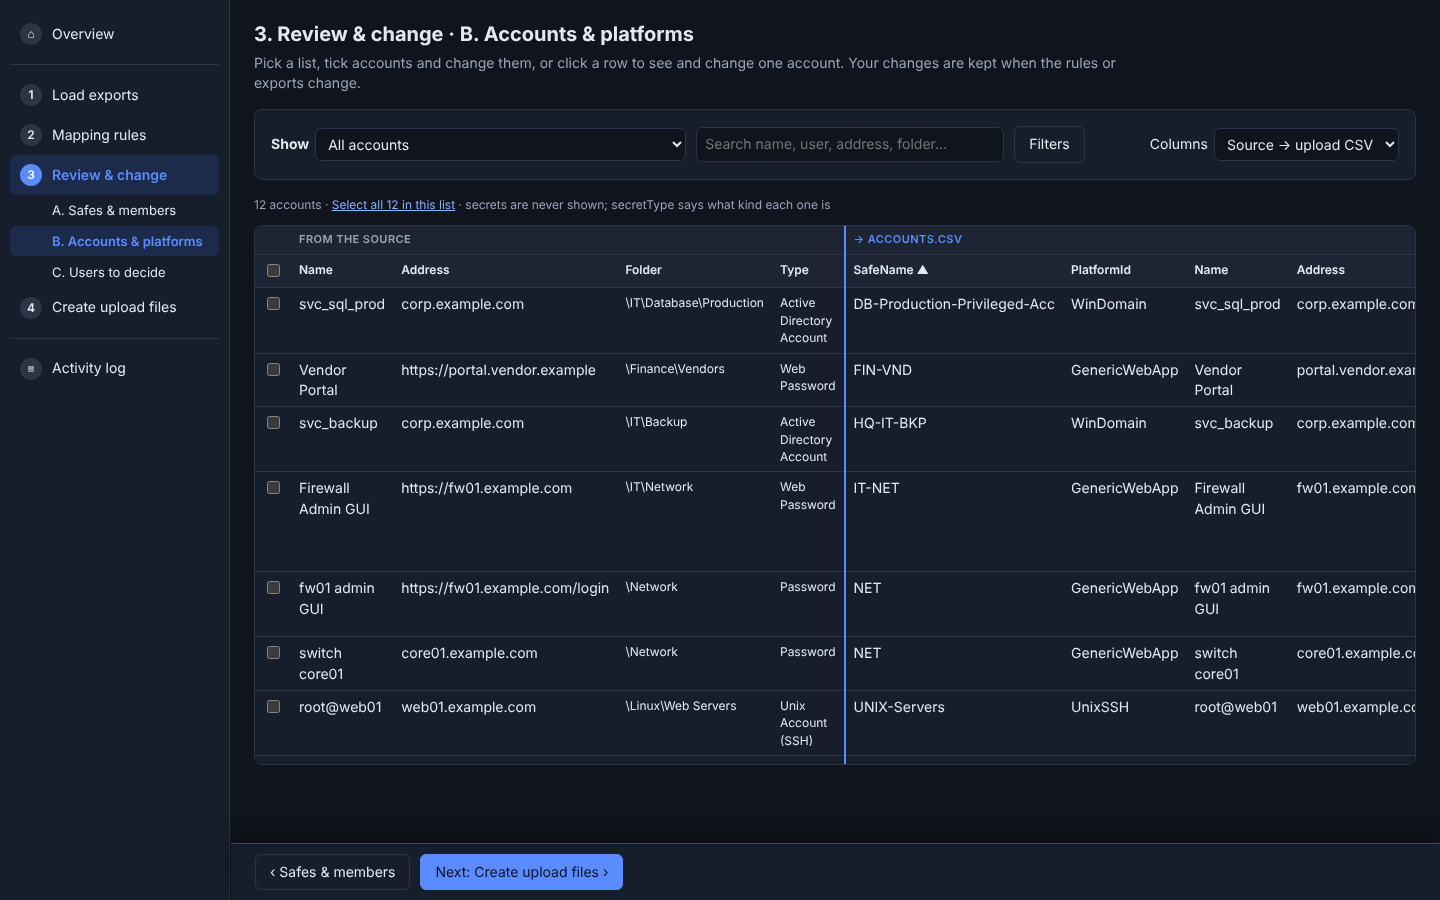 ⌂ Overview
1 Load exports
2 Mapping rules
3 Review & change
A. Safes & members
B. Accounts & platforms
C. Users to decide
4 Create upload files
≡ Activity log
3. Review & change · B. Accounts & platforms
Pick a list, tick accounts and change them, or click a row to see and change one account. Your changes are kept when the rules or
exports change.
Show All accounts Search name, user, address, folder... Filters Columns Source → upload CSV
12 accounts · Select all 12 in this list · secrets are never shown; secretType says what kind each one is
FROM THE SOURCE → ACCOUNTS.CSV
Name Address Folder Type SafeName ▲ PlatformId Name Address
svc_sql_prod corp.example.com \IT\Database\Production Active DB-Production-Privileged-Acc WinDomain svc_sql_prod corp.example.com
Directory
Account
Vendor https://portal.vendor.example \Finance\Vendors Web FIN-VND GenericWebApp Vendor portal.vendor.exar
Portal Password Portal
svc_backup corp.example.com \IT\Backup Active HQ-IT-BKP WinDomain svc_backup corp.example.com
Directory
Account
Firewall https://fw01.example.com \IT\Network Web IT-NET GenericWebApp Firewall fw01.example.com
Admin GUI Password Admin GUI
fw01 admin https://fw01.example.com/login \Network Password NET GenericWebApp fw01 admin fw01.example.com
GUI GUI
switch core01.example.com \Network Password NET GenericWebApp switch core01.example.co
core01 core01
root@web01 web01.example.com \Linux\Web Servers Unix UNIX-Servers UnixSSH root@web01 web01.example.co
Account
(SSH)
‹ Safes & members Next: Create upload files ›